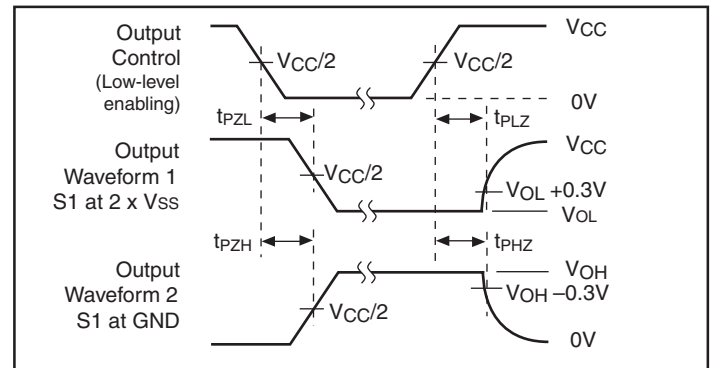 Output
Control
(Low-level
enabling)
VCC/2
VCC/2
VCC
0V
tPZL
tPLZ
Output
Waveform 1
S1 at 2 x VSS
VCC/2
VCC
VOL +0.3V
VOL
tPZH
tPHZ
Output
Waveform 2
S1 at GND
VCC/2
VOH
VOH –0.3V
0V